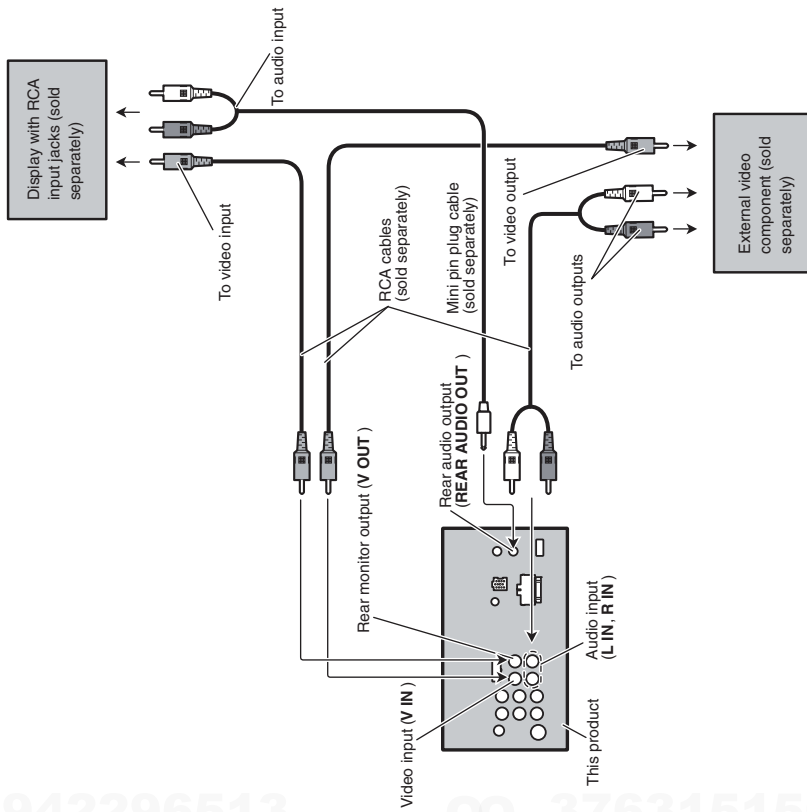 Display with RCA
input jacks (sold
separately)
To audio input
To video input
RCA cables
(sold separately)
Mini pin plug cable
(sold separately)
To video output
To audio outputs
External video
component (sold
separately)
Rear monitor output (V OUT )
Rear audio output
(REAR AUDIO OUT )
Video input (V IN )
Audio input
(L IN, R IN )
This product